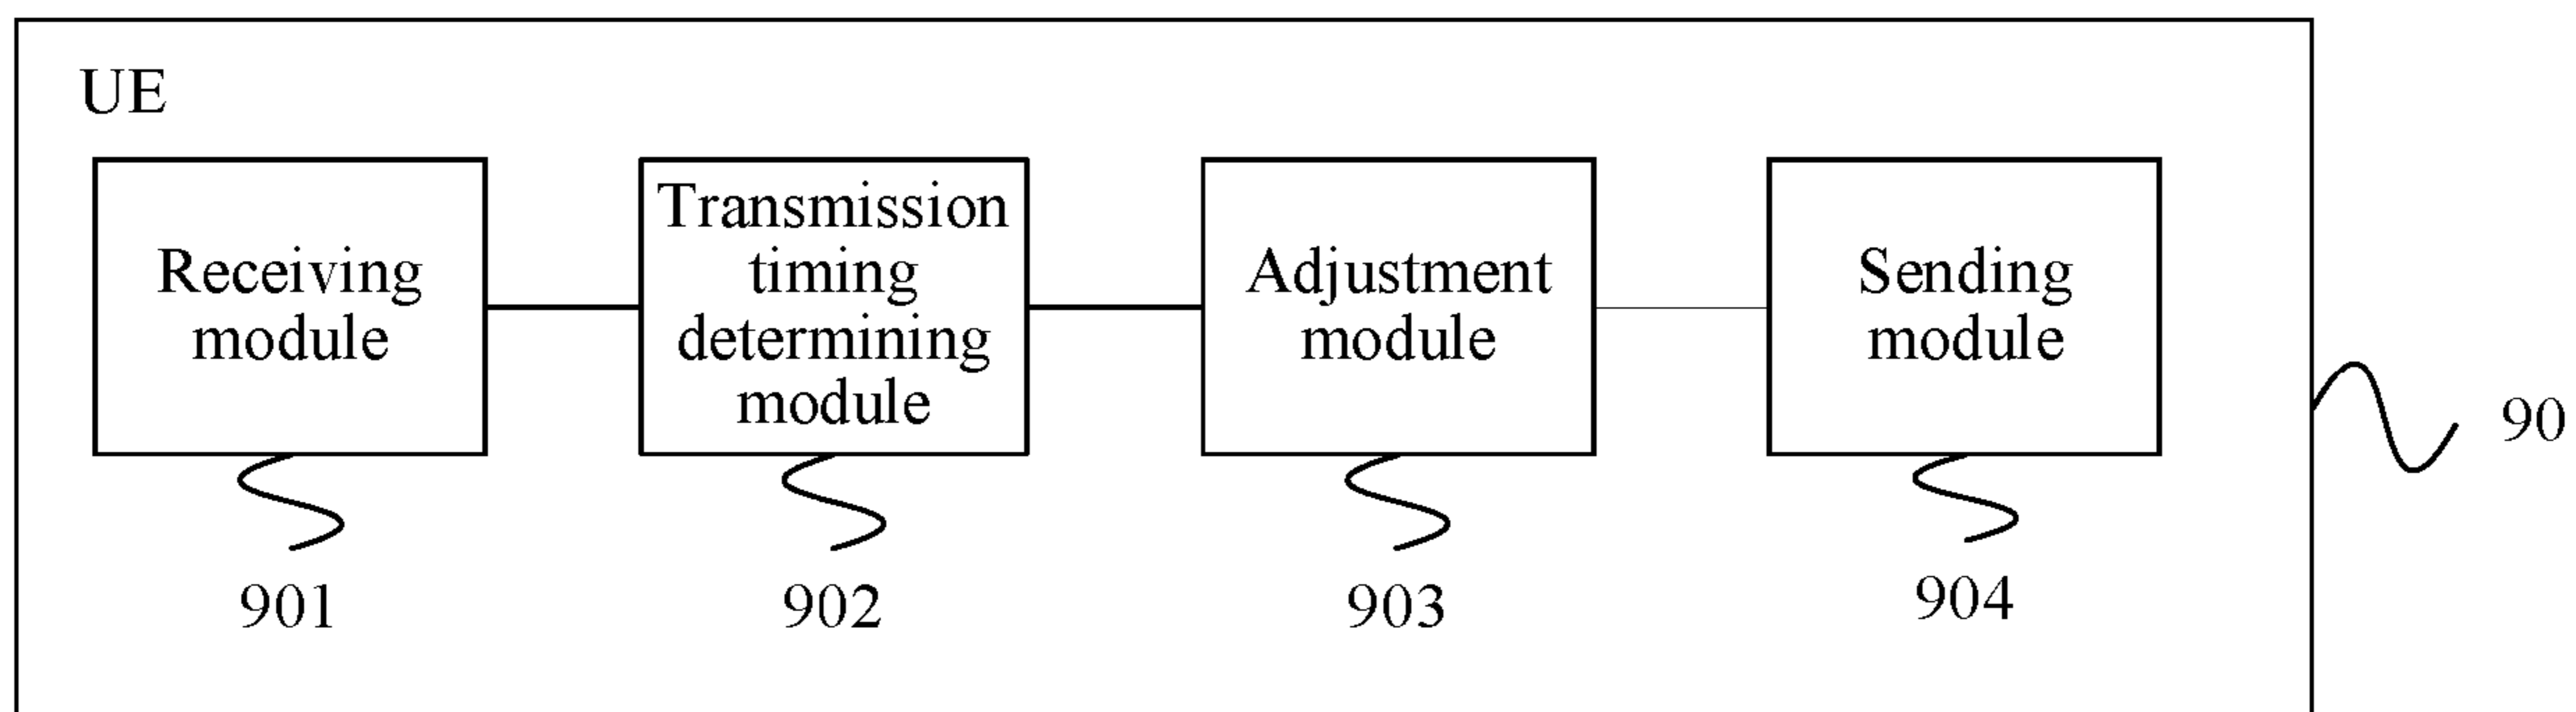 UE
Receiving
module
Transmission
timing
determining
module
Adjustment
module
Sending
module
90
901
902
903
904